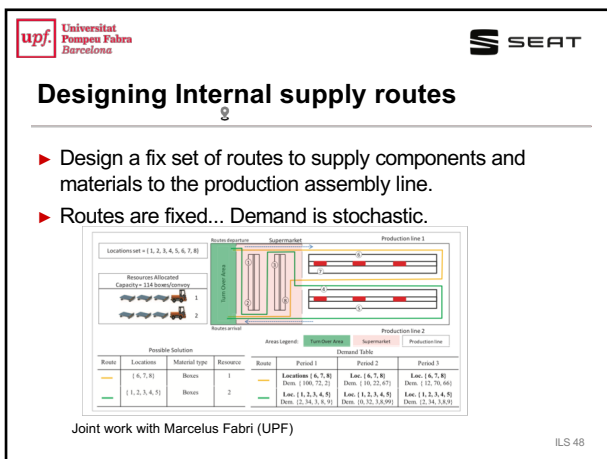 upf. Universitat
Pompeu Fabra
Barcelona
SEAT
Designing Internal supply routes
► Design a fix set of routes to supply components and
materials to the production assembly line.
► Routes are fixed... Demand is stochastic.
Locations set = { 1, 2, 3, 4, 5, 6, 7, 8}
Resources Allocated
Capacity= 114 boxes/convoy
1
2
Routes departure
Supermarket
Production line 1
Turn Over Area
Routes arrival
Production line 2
Areas Legend: Turn Over Area Supermarket Production line
Possible Solution
Route Locations Material type Resource
{ 6, 7, 8} Boxes 1
{ 1, 2, 3, 4, 5} Boxes 2
Demand Table
Route Period 1 Period 2 Period 3
Locations { 6, 7, 8} Loc. { 6, 7, 8} Loc. { 6, 7, 8}
Dem. { 100, 72, 2} Dem. { 10, 22, 67} Dem. { 12, 70, 66}
Loc. { 1, 2, 3, 4, 5} Loc. { 1, 2, 3, 4, 5} Loc. { 1, 2, 3, 4, 5}
Dem. {2, 34, 3, 8, 9} Dem. {0, 32, 3,8,99} Dem. {2, 34, 3,8,9}
Joint work with Marcelus Fabri (UPF)
ILS 48